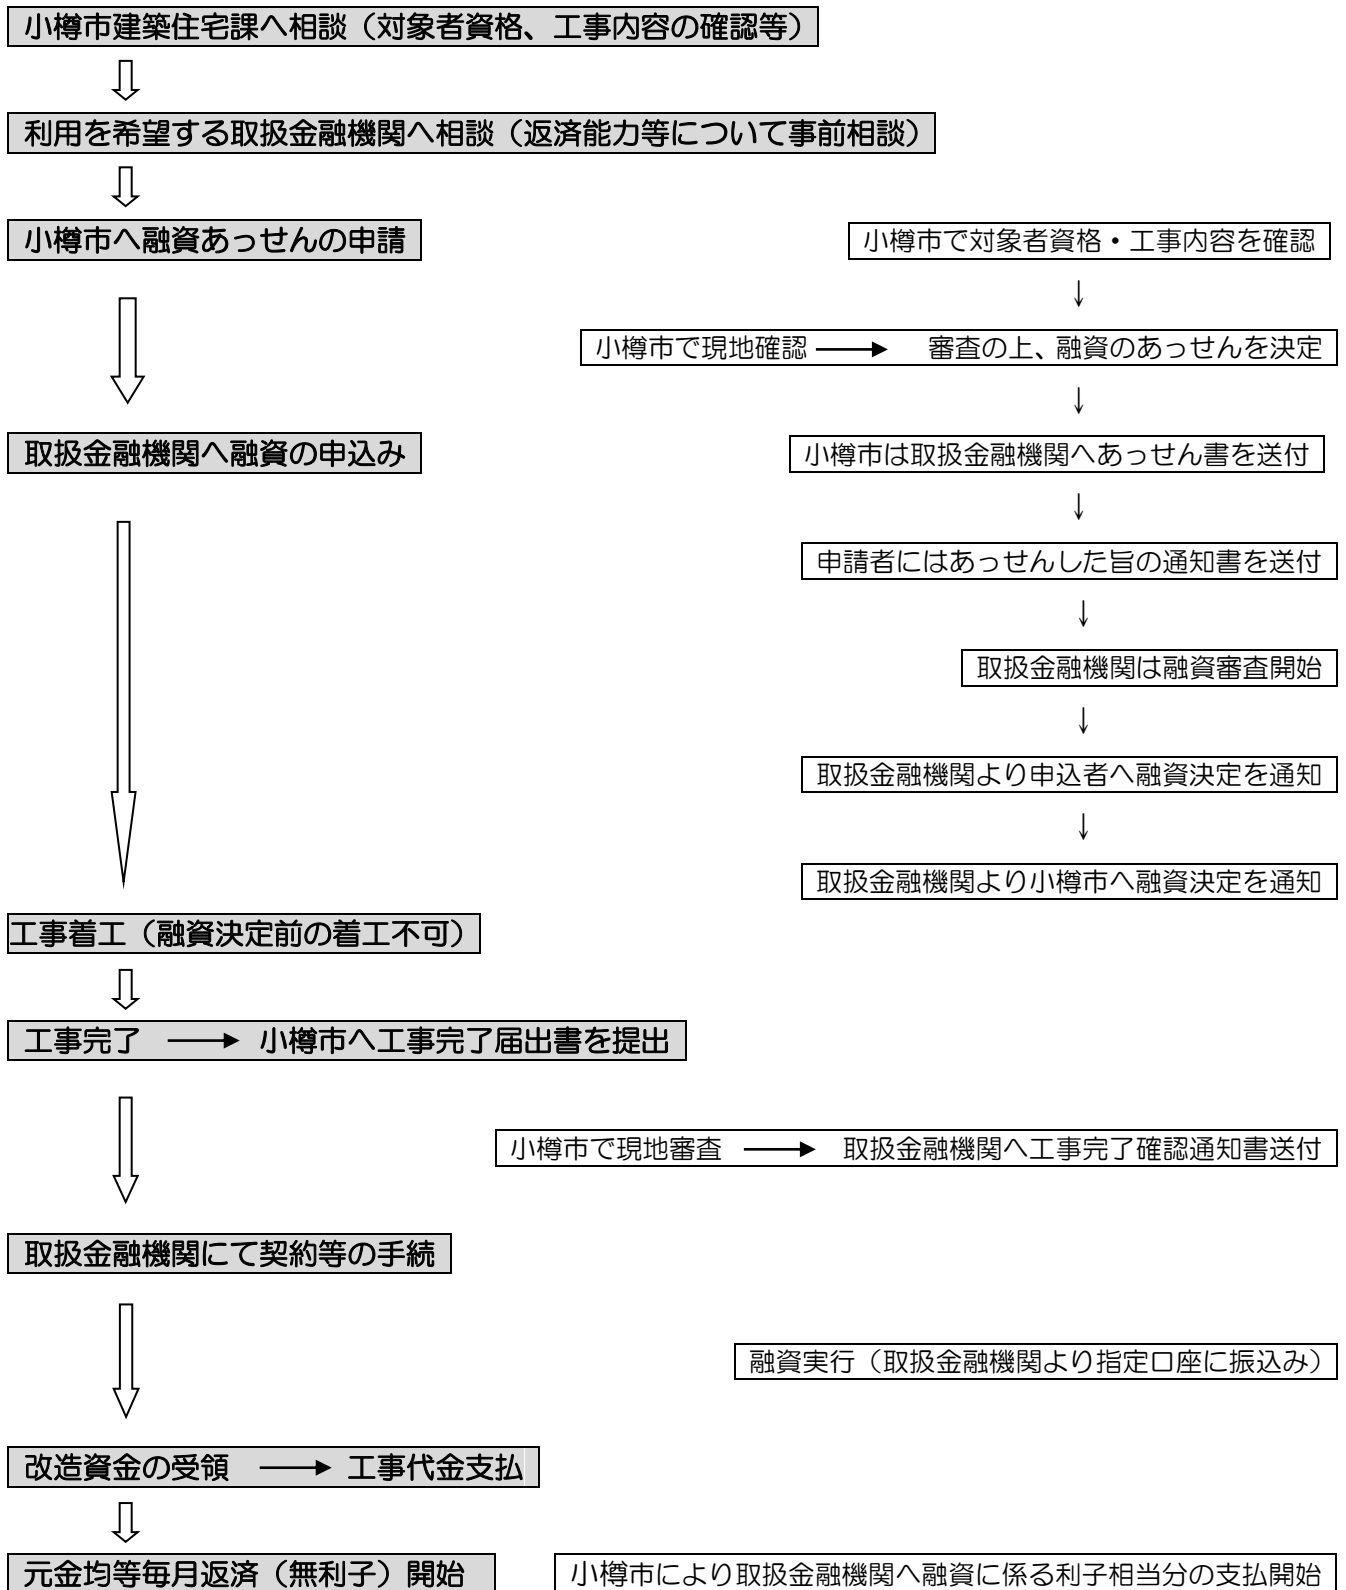 小樽市建築住宅課へ相談（対象者資格、工事内容の確認等）
利用を希望する取扱金融機関へ相談（返済能力等について事前相談）
小樽市へ融資あっせんの申請
小樽市で対象者資格・工事内容を確認
↓
小樽市で現地確認 → 審査の上、融資のあっせんを決定
↓
取扱金融機関へ融資の申込み
小樽市は取扱金融機関へあっせん書を送付
↓
申請者にはあっせんした旨の通知書を送付
↓
取扱金融機関は融資審査開始
↓
取扱金融機関より申込者へ融資決定を通知
↓
取扱金融機関より小樽市へ融資決定を通知
工事着工（融資決定前の着工不可）
工事完了 → 小樽市へ工事完了届出書を提出
小樽市で現地審査 → 取扱金融機関へ工事完了確認通知書送付
取扱金融機関にて契約等の手続
融資実行（取扱金融機関より指定口座に振込み）
改造資金の受領 → 工事代金支払
元金均等毎月返済（無利子）開始
小樽市により取扱金融機関へ融資に係る利子相当分の支払開始